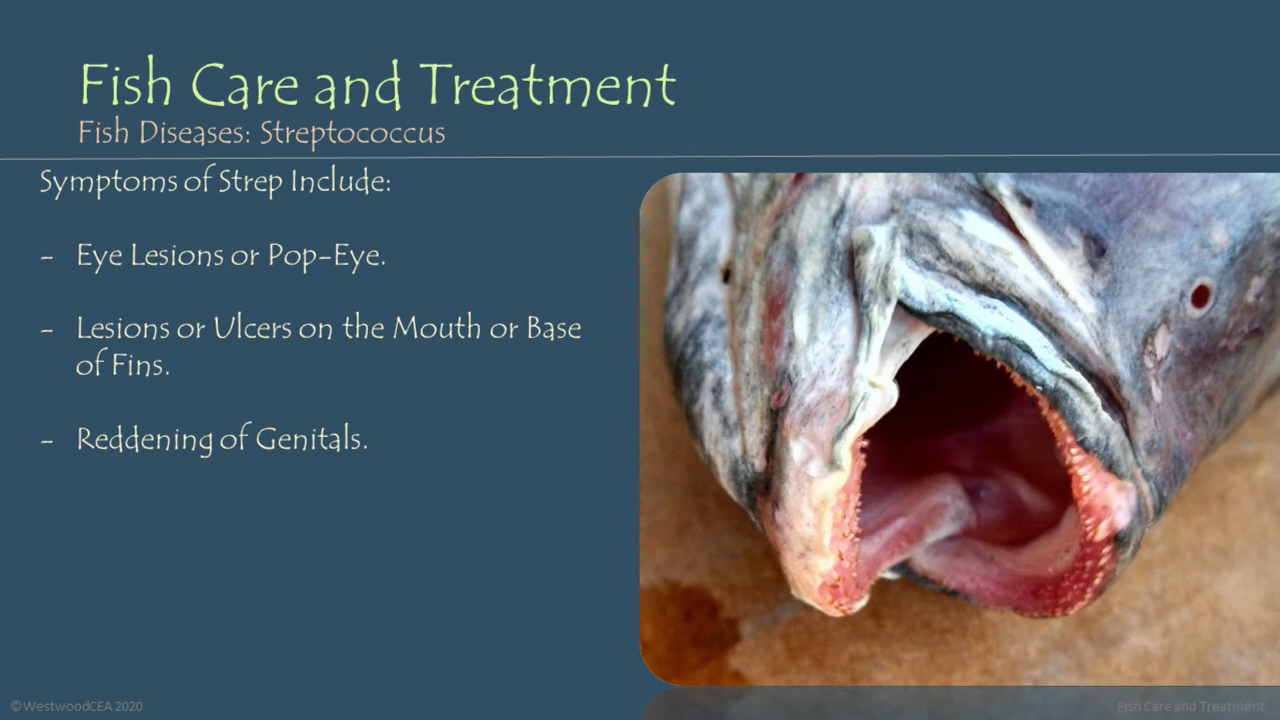 Fish Care and Treatment
Fish Diseases: Streptococcus
Symptoms of Strep Include:
- Eye Lesions or Pop-Eye.
- Lesions or Ulcers on the Mouth or Base
of Fins.
- Reddening of Genitals.
©WestwoodCEA 2020
Fish Care and Treatment